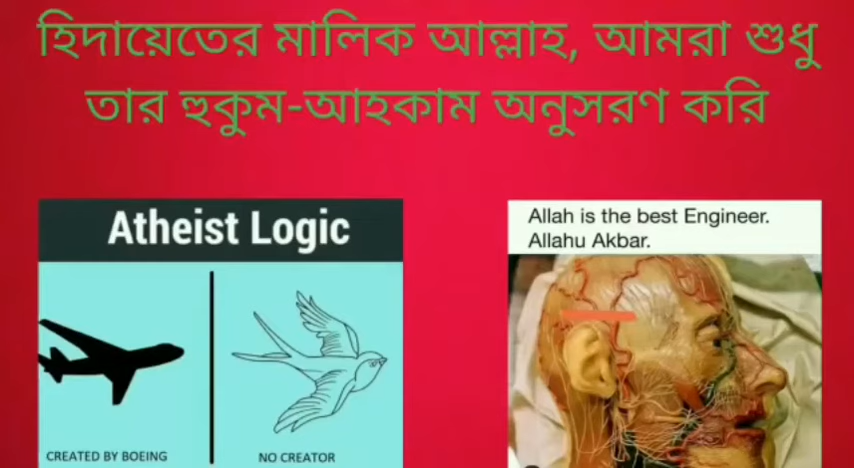 হিদায়েতের মালিক আল্লাহ, আমরা শুধু
তার হুকুম-আহকাম অনুসরণ করি
Atheist Logic
CREATED BY BOEING
NO CREATOR
Allah is the best Engineer.
Allahu Akbar.